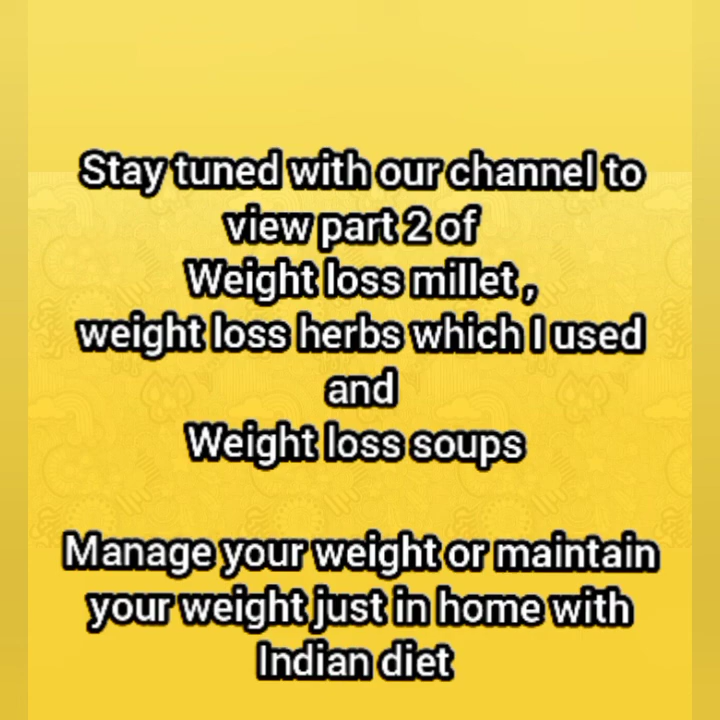 Stay tuned with our channel to
view part 2 of
Weight loss millet ,
weight loss herbs which I used
and
Weight loss soups
Manage your weight or maintain
your weight just in home with
Indian diet